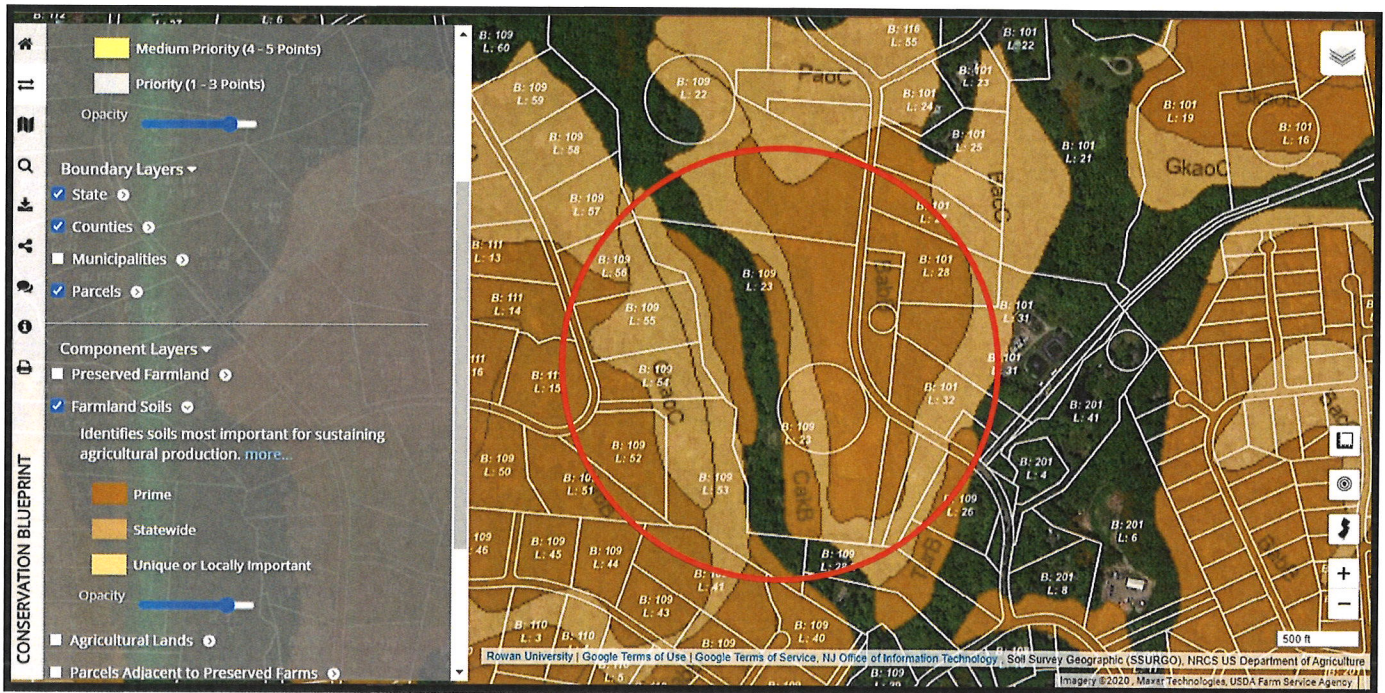 CONSERVATION BLUEPRINT
Medium Priority (4 - 5 Points)
Priority (1 - 3 Points)
Opacity
Boundary Layers
State
Counties
Municipalities
Parcels
Component Layers
Preserved Farmland
Farmland Soils
Identifies soils most important for sustaining
agricultural production. more...
Prime
Statewide
Unique or Locally Important
Opacity
Agricultural Lands
Parcels Adjacent to Preserved Farms
B: 109
L: 60
B: 109
L: 59
B: 109
L: 58
B: 109
L: 57
B: 109
L: 56
B: 109
L: 55
B: 109
L: 54
B: 109
L: 53
B: 109
L: 52
L: 51
B: 109
L: 50
B: 109
L: 45
B: 109
L: 44
B: 109
L: 43
L: 41
B: 109
L: 40
B: 110
L: 3
B: 110
B: 111
L: 13
B: 111
L: 14
L: 15
B: 109
L: 22
B: 109
L: 23
B: 109
L: 23
B: 109
L: 26
B: 109
B: 116
L: 55
PaoC
B: 101
L: 22
B: 101
L: 23
B: 101
L: 24
B: 101
L: 25
B: 101
B: 101
L: 28
B: 101
L: 31
B: 101
L: 31
B: 101
L: 32
B: 101
L: 21
B: 101
L: 19
B: 101
L: 16
GkaoC
B: 201
L: 41
B: 201
L: 4
B: 201
L: 6
B: 201
L: 8
+
−
500 ft
Rowan University | Google Terms of Use | Google Terms of Service, NJ Office of Information Technology , Soil Survey Geographic (SSURGO), NRCS US Department of Agriculture
Imagery ©2020 , Maxar Technologies, USDA Farm Service Agency